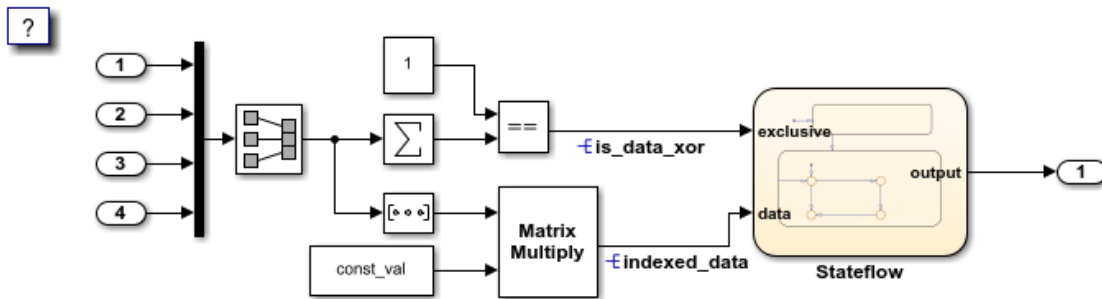 ?
1
2
3
4
1
==
exclusive
is_data_xor
output
1
data
Matrix
Multiply
const_val
indexed_data
Stateflow